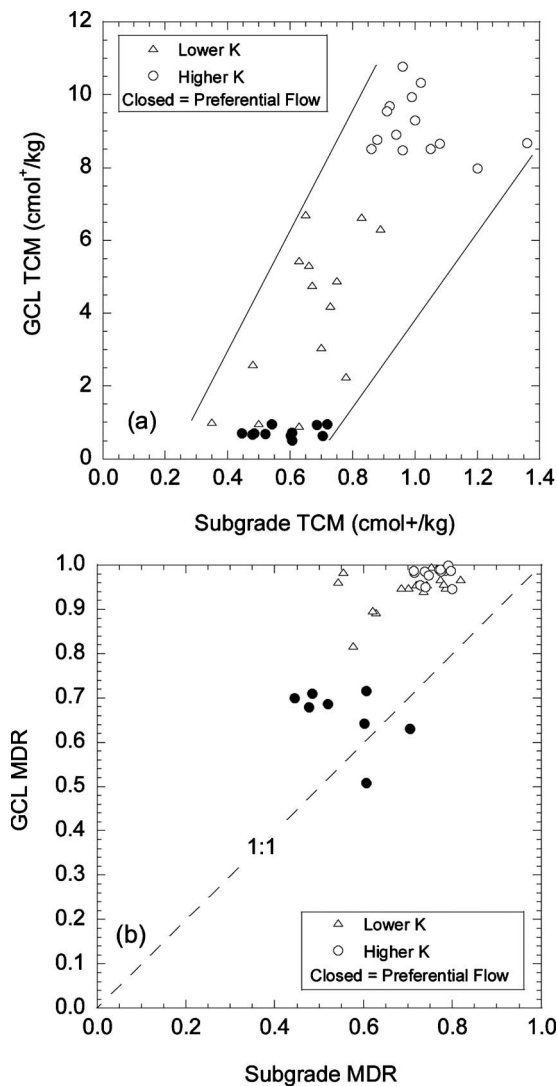 12
10
8
6
4
2
0
GCL TCM (cmol⁺/kg)
Lower K
Higher K
Closed = Preferential Flow
(a)
0.0 0.2 0.4 0.6 0.8 1.0 1.2 1.4
Subgrade TCM (cmol+/kg)
1.0
0.9
0.8
0.7
0.6
0.5
0.4
0.3
0.2
0.1
0.0
GCL MDR
1:1
(b)
Lower K
Higher K
Closed = Preferential Flow
0.0 0.2 0.4 0.6 0.8 1.0
Subgrade MDR